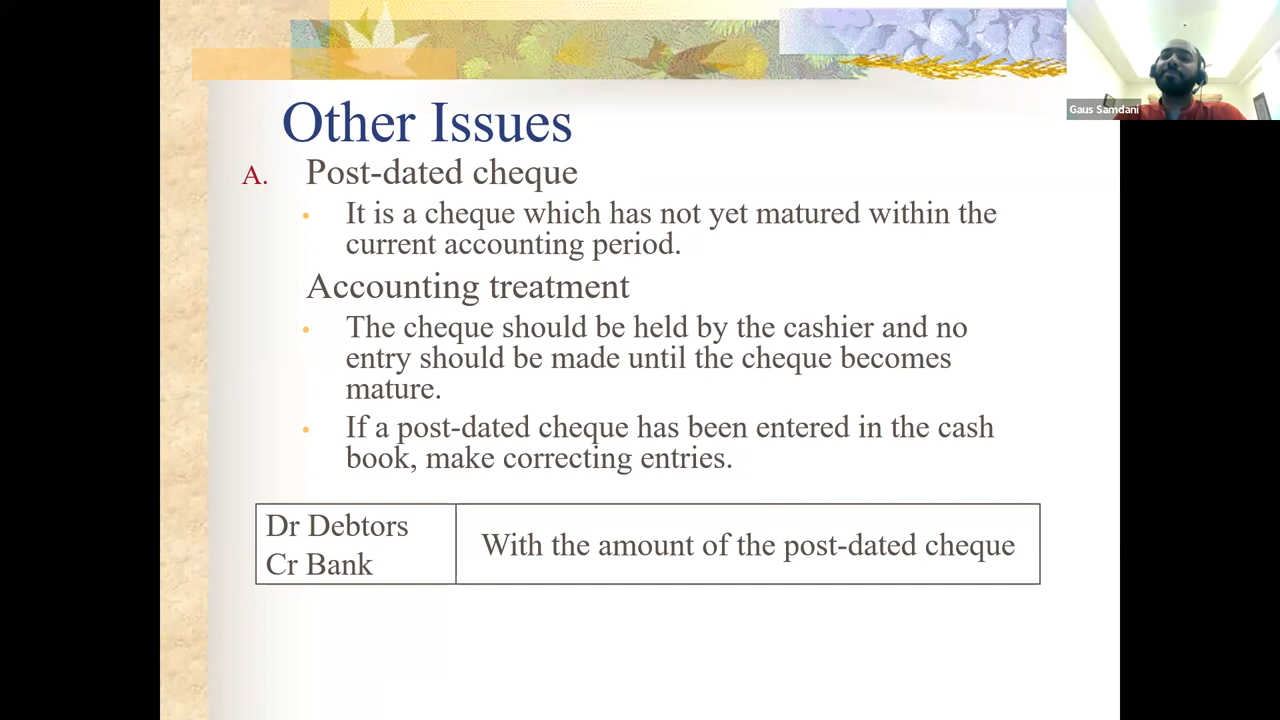 Gaus Samdani
Other Issues
A. Post-dated cheque
• It is a cheque which has not yet matured within the
current accounting period.
Accounting treatment
• The cheque should be held by the cashier and no
entry should be made until the cheque becomes
mature.
• If a post-dated cheque has been entered in the cash
book, make correcting entries.
Dr Debtors
Cr Bank
With the amount of the post-dated cheque